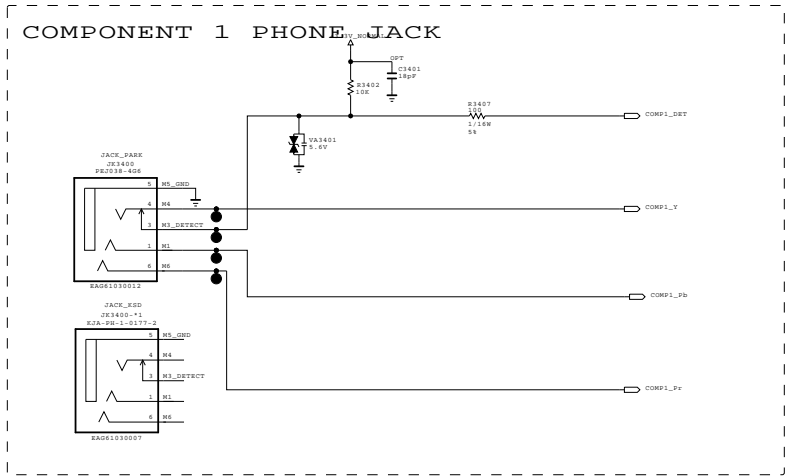 COMPONENT 1 PHONE JACK
3V_NORMAL
OPT
C3401
18pF
R3402
10K
R3407
100
1/16W
5%
COMP1_DET
VA3401
5.6V
JACK_PARK
JK3400
PEJ038-4G6
5 M5_GND
4 M4
3 M3_DETECT
1 M1
6 M6
EAG61030012
COMP1_Y
COMP1_Pb
COMP1_Pr
JACK_KSD
JK3400-*1
KJA-PH-1-0177-2
5 M5_GND
4 M4
3 M3_DETECT
1 M1
6 M6
EAG61030007